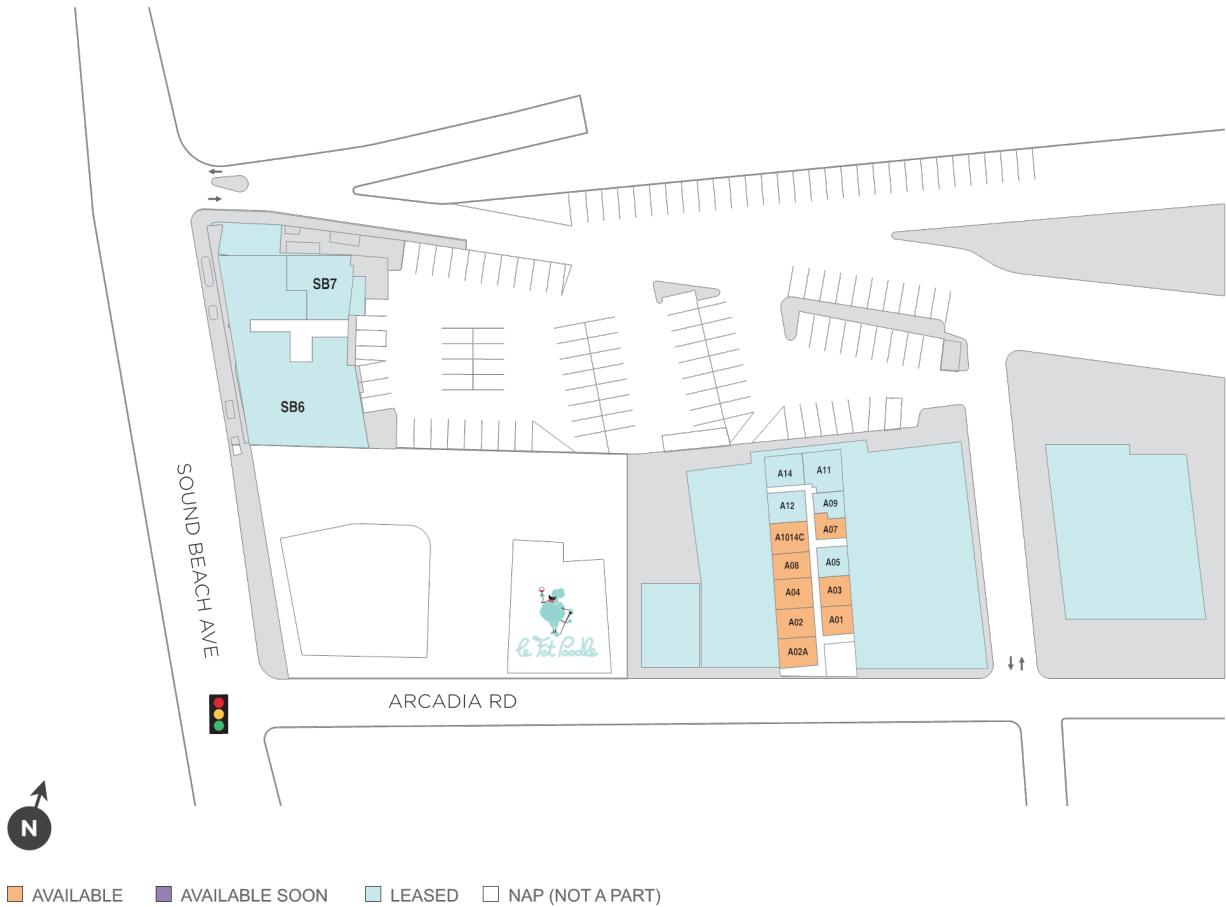 SB7
SB6
A14
A11
A12
A09
A07
A1014C
A08
A05
A04
A03
A02
A01
A02A
SOUND BEACH AVE
le Fat Poodle
ARCADIA RD
N
AVAILABLE
AVAILABLE SOON
LEASED
NAP (NOT A PART)